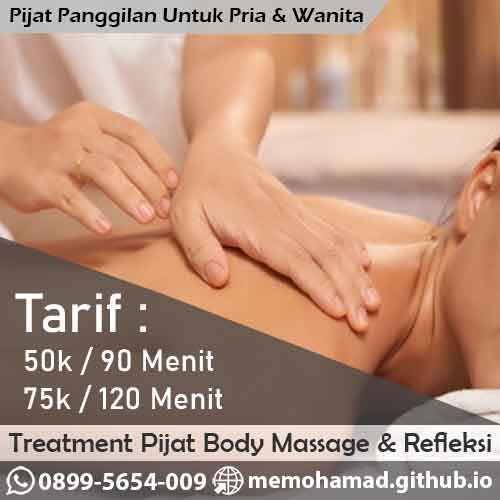 Pijat Panggilan Untuk Pria & Wanita
Tarif :
50k / 90 Menit
75k / 120 Menit
Treatment Pijat Body Massage & Refleksi
0899-5654-009 memohamad.github.io